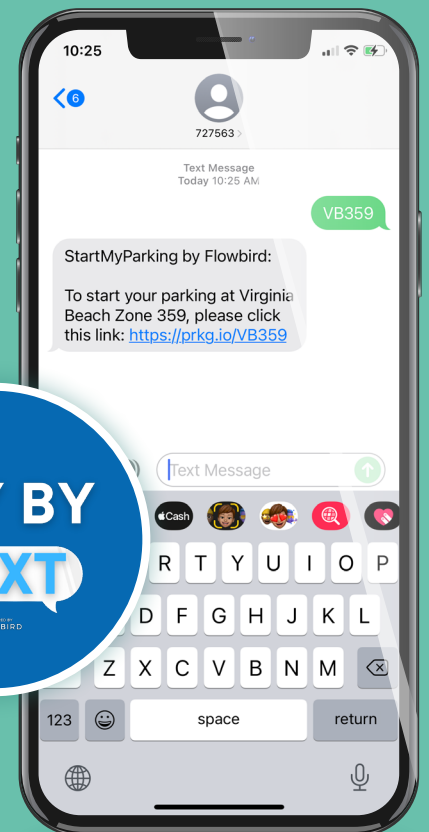 10:25
6
727563 >
Text Message
Today 10:25 AM
VB359
StartMyParking by Flowbird:
To start your parking at Virginia
Beach Zone 359, please click
this link: https://prkg.io/VB359
Text Message
Cash
Y BY
XT
BIRD
R T Y U I O P
D F G H J K L
Z X C V B N M
123 space return